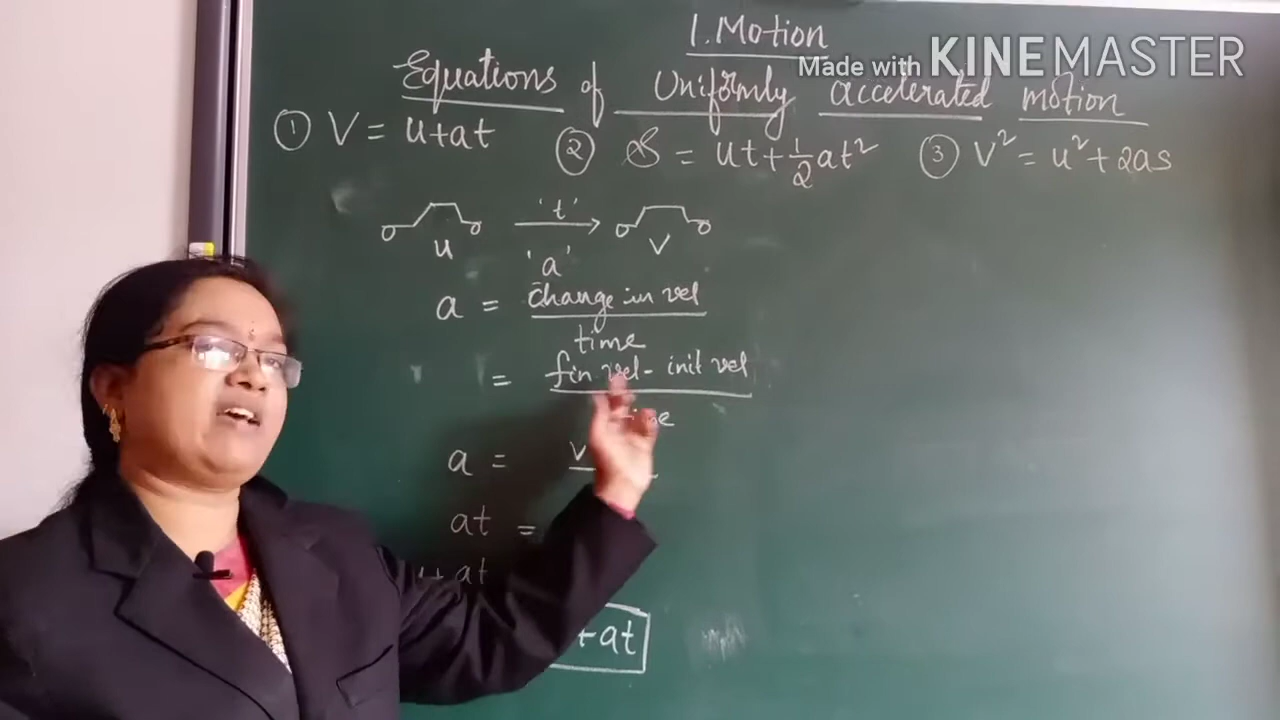 1. Motion
Made with KINEMASTER
Equations of Uniformly accelerated motion
① V = u+at ② S = ut+½at² ③ V² = u²+2as
't'
u 'a' V
a = change in vel
time
= fin vel - init vel
a = V
at =
at
+at